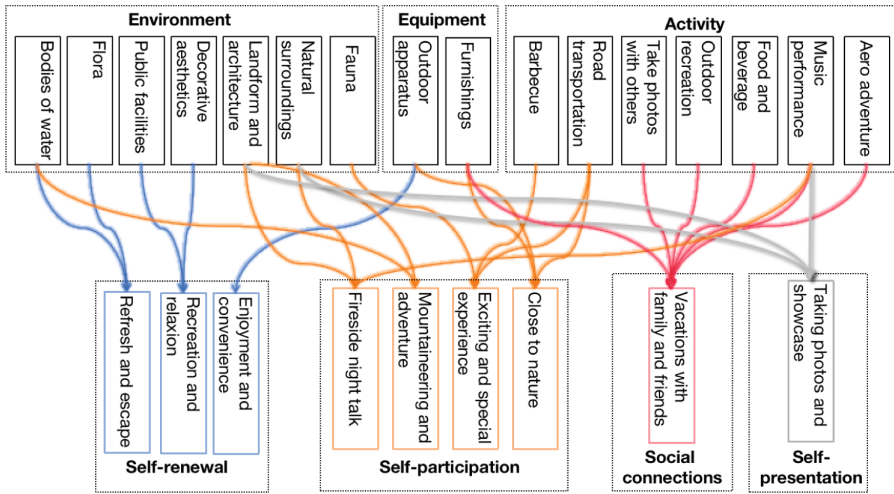 Environment
Equipment
Activity
Bodies of water
Flora
Public facilities
Decorative
aesthetics
Landform and
architecture
Natural
surroundings
Fauna
Outdoor
apparatus
Furnishings
Barbecue
Road
transportation
Take photos
with others
Outdoor
recreation
Food and
beverage
Music
performance
Aero adventure
Refresh and escape
Recreation and
relaxion
Enjoyment and
convenience
Fireside night talk
Mountaineering and
adventure
Exciting and special
experience
Close to nature
Vacations with
family and friends
Taking photos and
showcase
Self-renewal
Self-participation
Social
connections
Self-
presentation